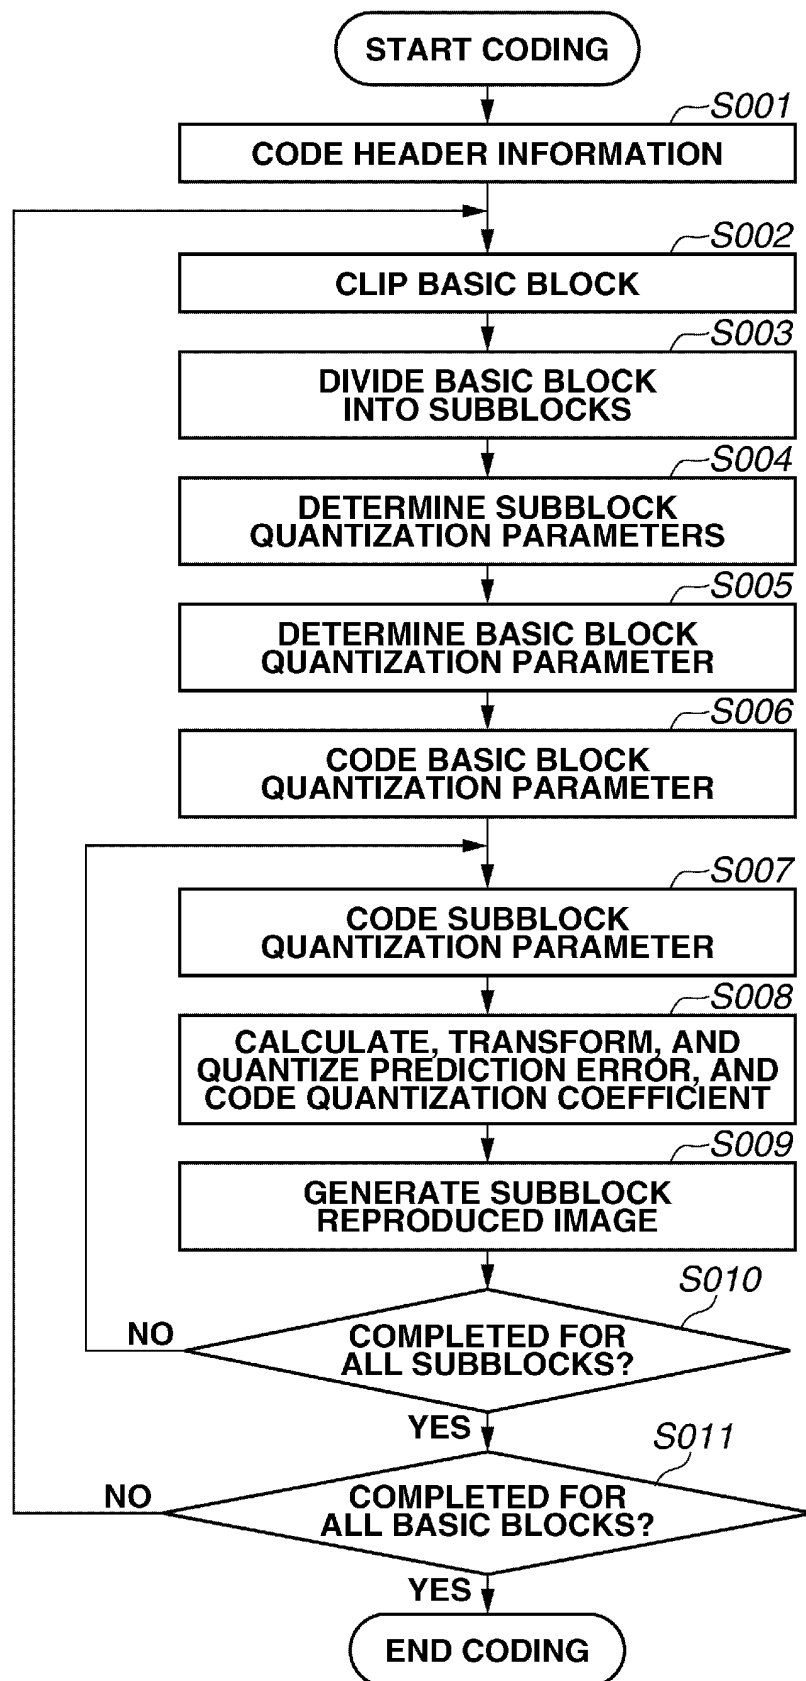 START CODING
S001
CODE HEADER INFORMATION
S002
CLIP BASIC BLOCK
S003
DIVIDE BASIC BLOCK
INTO SUBBLOCKS
S004
DETERMINE SUBBLOCK
QUANTIZATION PARAMETERS
S005
DETERMINE BASIC BLOCK
QUANTIZATION PARAMETER
S006
CODE BASIC BLOCK
QUANTIZATION PARAMETER
S007
CODE SUBBLOCK
QUANTIZATION PARAMETER
S008
CALCULATE, TRANSFORM, AND
QUANTIZE PREDICTION ERROR, AND
CODE QUANTIZATION COEFFICIENT
S009
GENERATE SUBBLOCK
REPRODUCED IMAGE
S010
NO
COMPLETED FOR
ALL SUBBLOCKS?
YES
S011
NO
COMPLETED FOR
ALL BASIC BLOCKS?
YES
END CODING